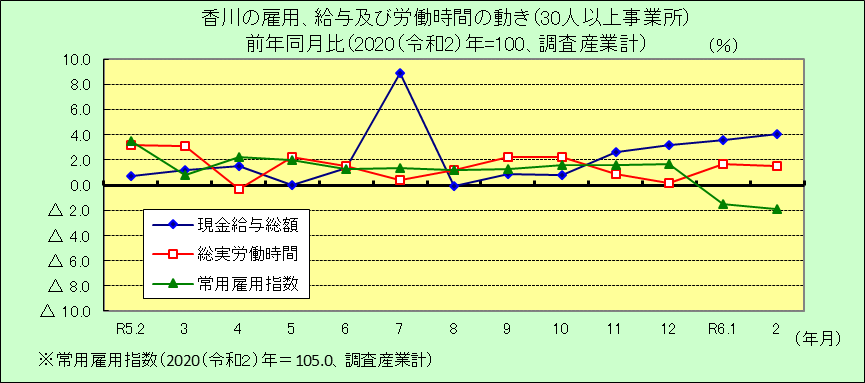 香川の雇用、給与及び労働時間の動き(30人以上事業所)
前年同月比(2020(令和2)年=100、調査産業計)
(%)
10.0
8.0
6.0
4.0
2.0
0.0
△ 2.0
△ 4.0
△ 6.0
△ 8.0
△ 10.0
現金給与総額
総実労働時間
常用雇用指数
R5.2 3 4 5 6 7 8 9 10 11 12 R6.1 2
(年月)
※常用雇用指数(2020(令和2)年=105.0、調査産業計)